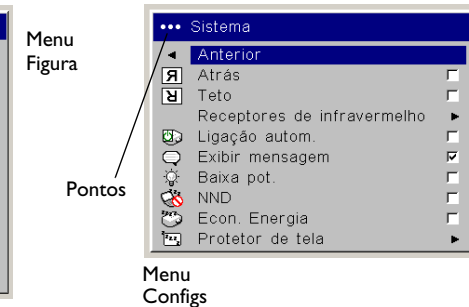 Menu
Figura
Pontos
••• Sistema
Anterior
Atrás
Teto
Receptores de infravermelho
Ligação autom.
Exibir mensagem
Baixa pot.
NND
Econ. Energia
Protetor de tela
Menu
Configs